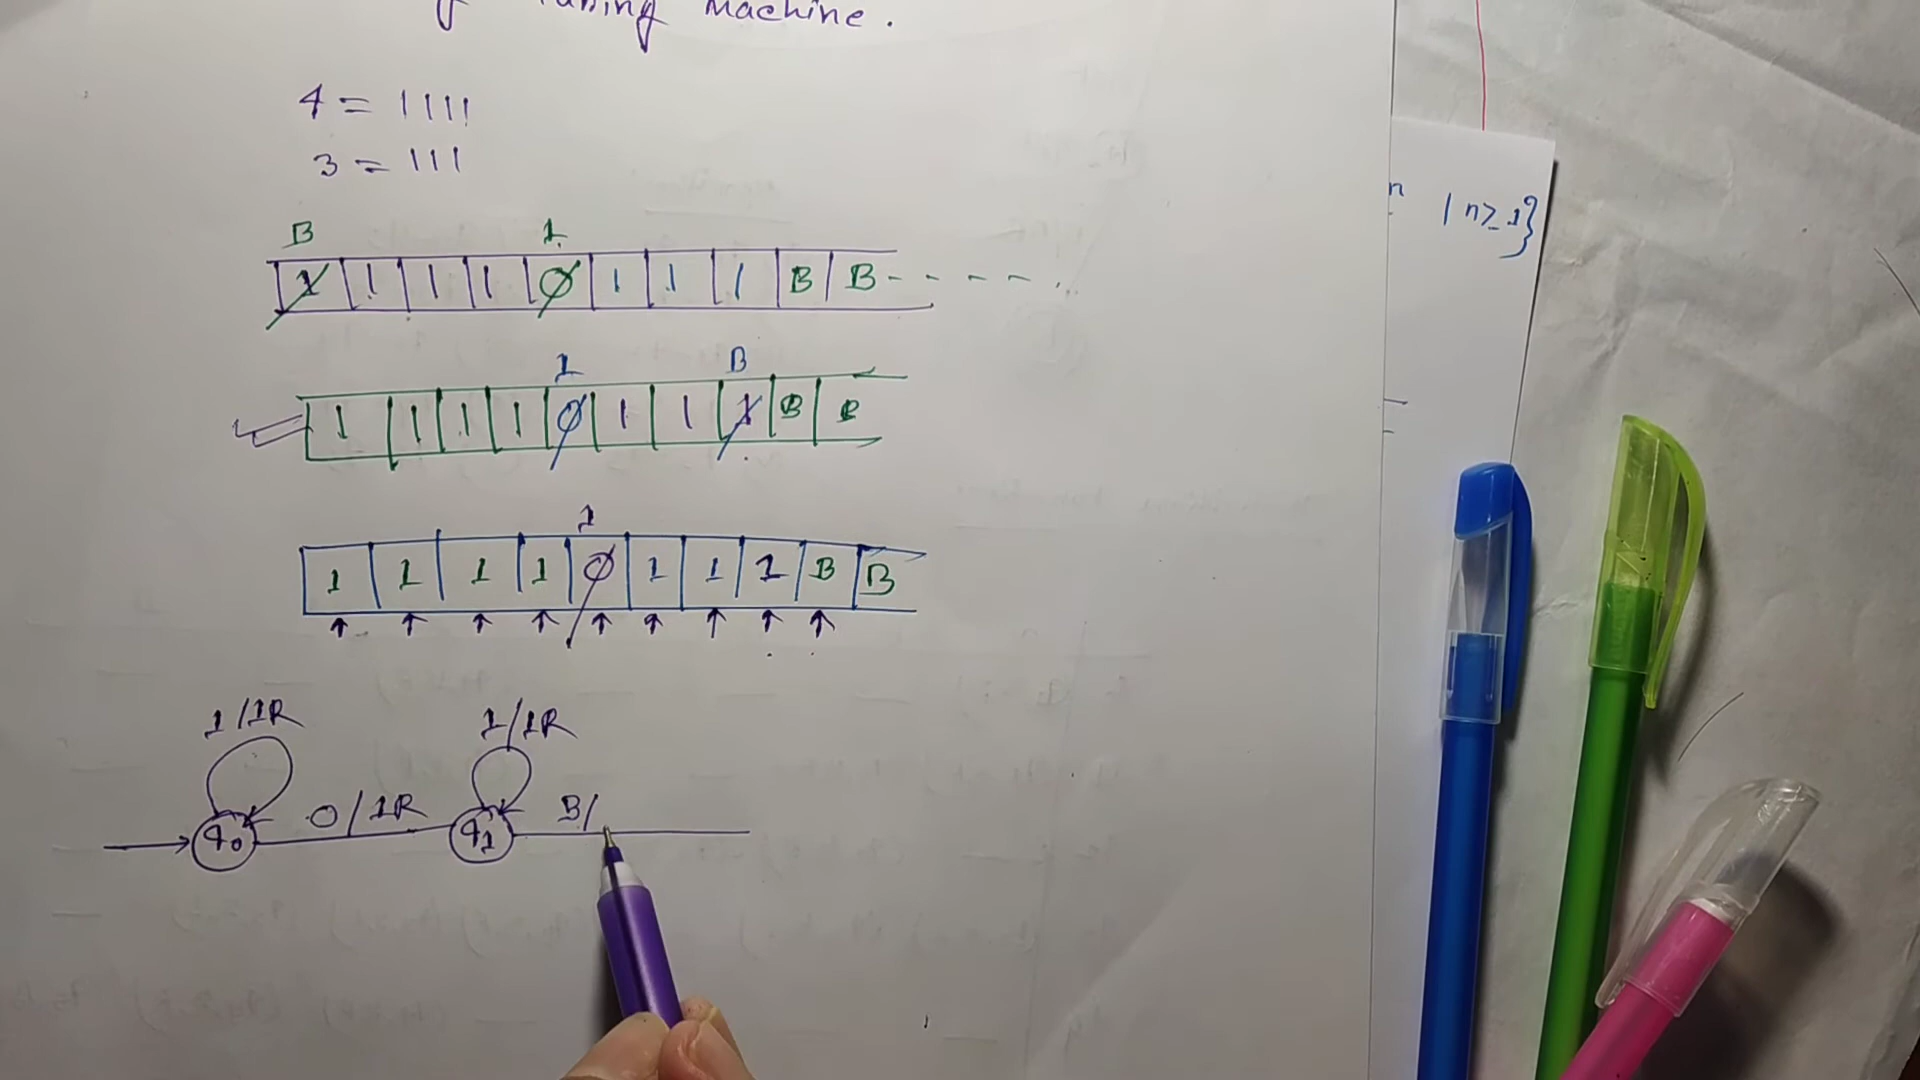 Machine.
4 = 1111
3 = 111
B 1
1 1 1 1 0 1 1 1 B B - - - - .
1 B
1 1 1 1 0 1 1 1 B B
1
1 1 1 1 0 1 1 1 B B
1/1R 1/1R
q0 0/1R q1 B/
n | n≥1}